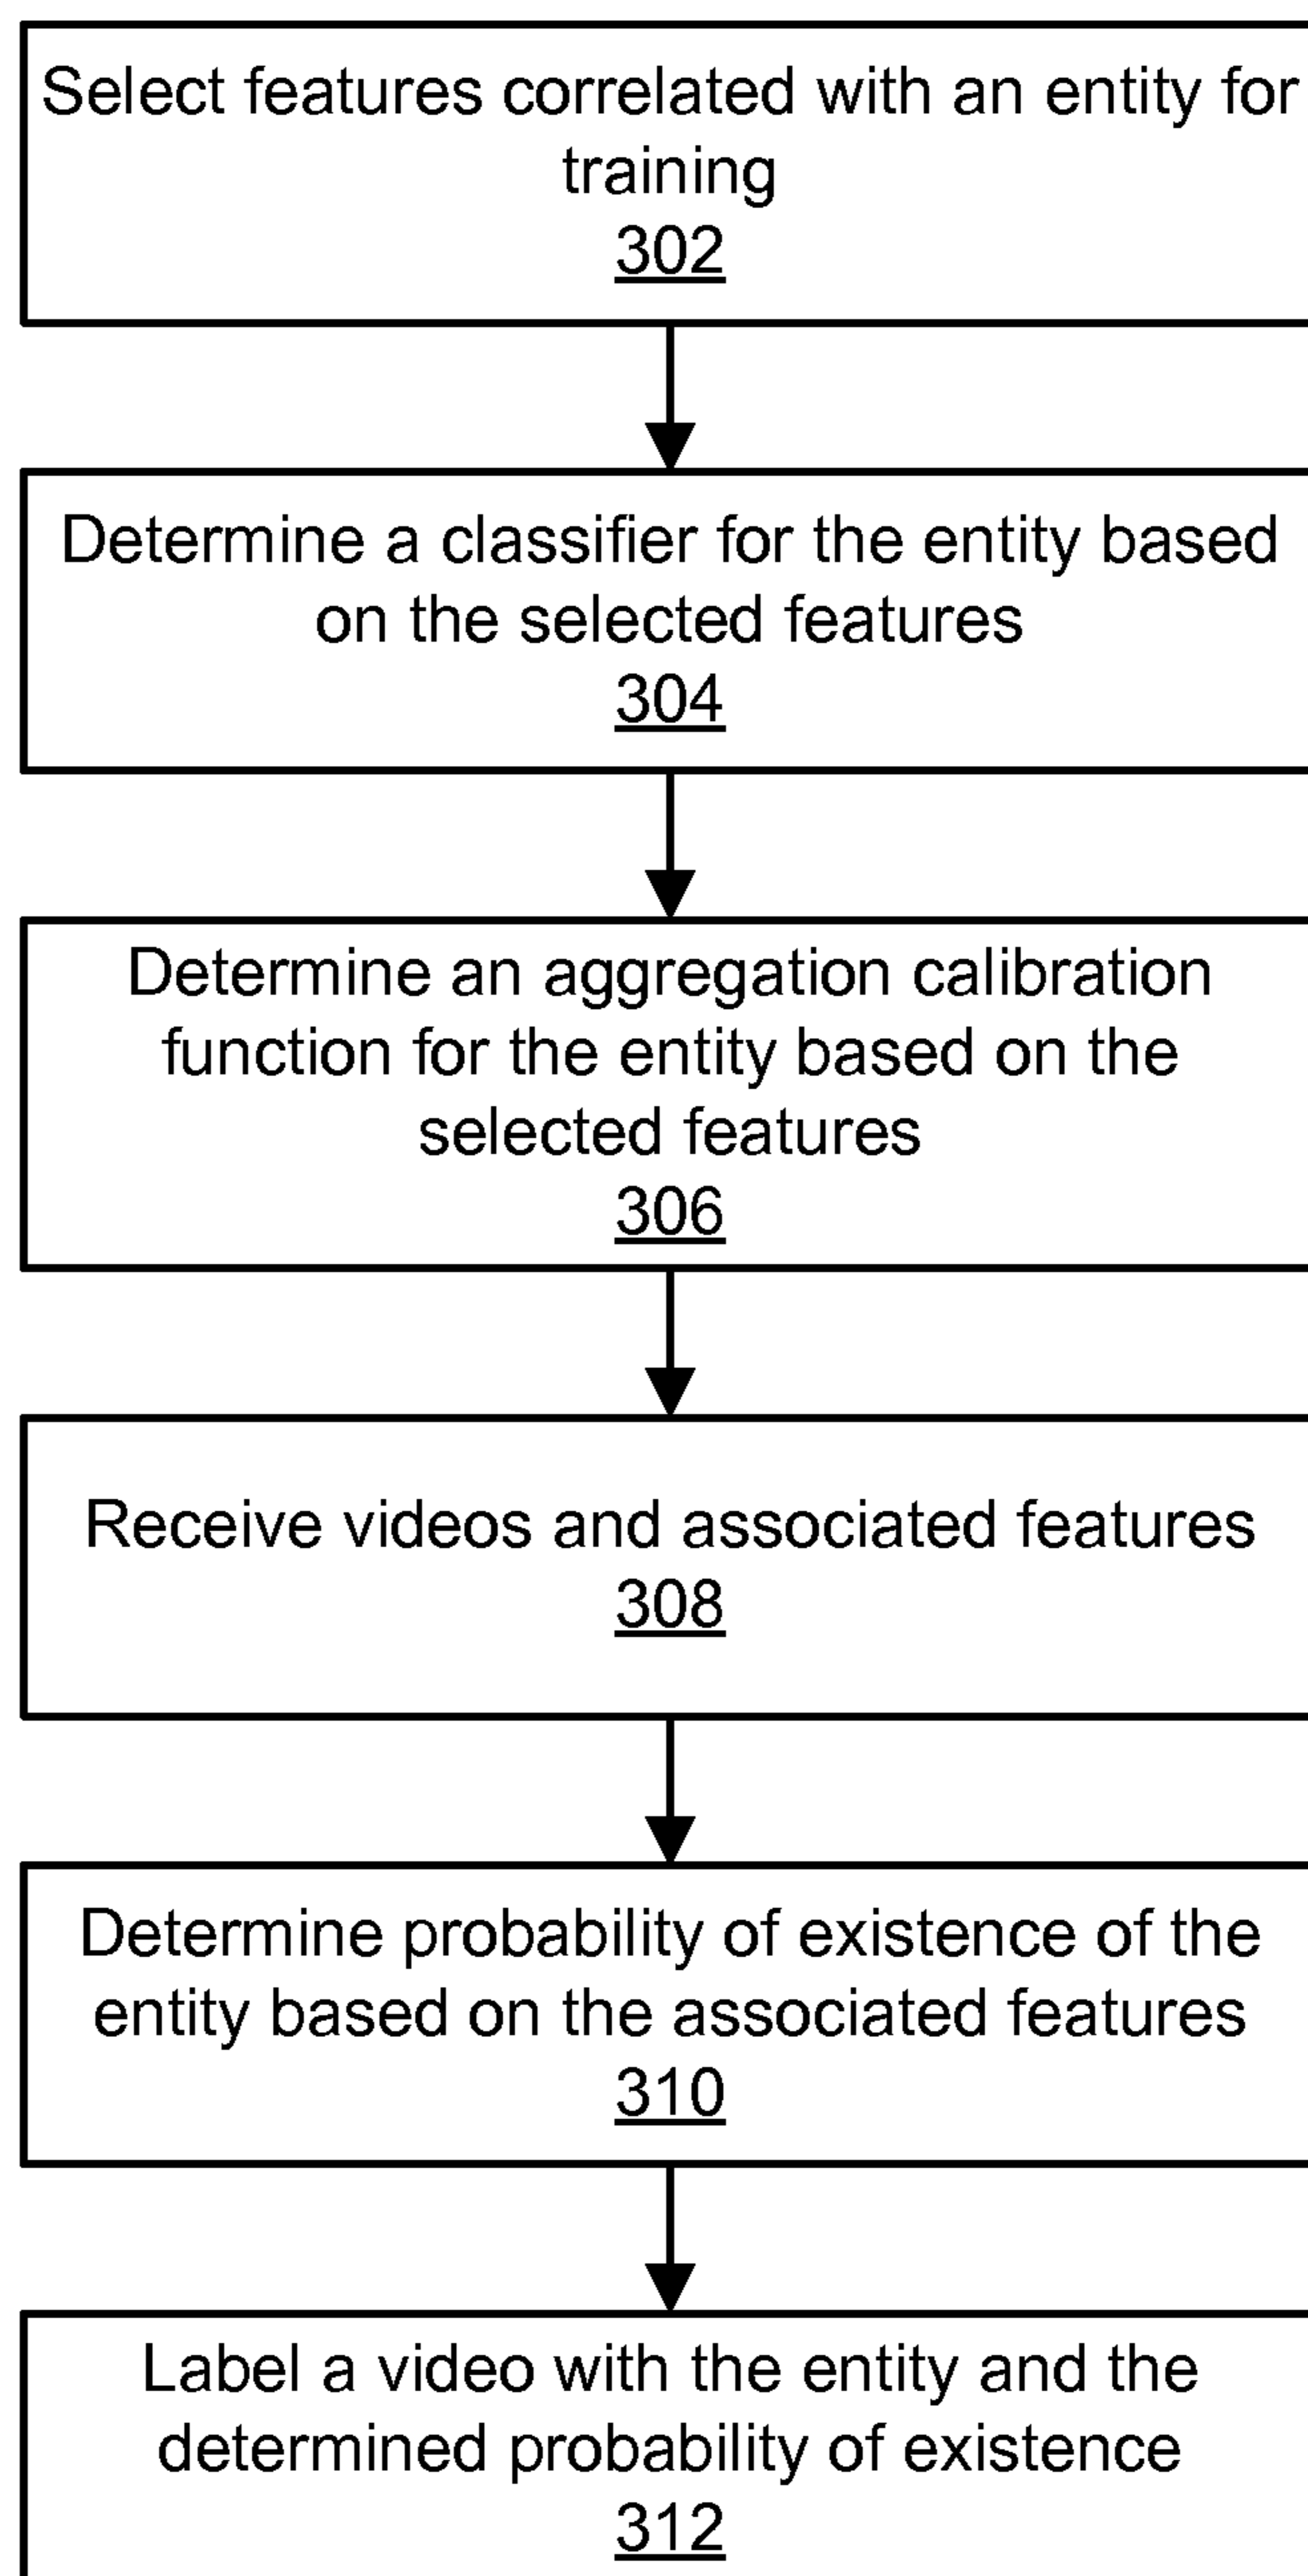 Select features correlated with an entity for
training
302
Determine a classifier for the entity based
on the selected features
304
Determine an aggregation calibration
function for the entity based on the
selected features
306
Receive videos and associated features
308
Determine probability of existence of the
entity based on the associated features
310
Label a video with the entity and the
determined probability of existence
312